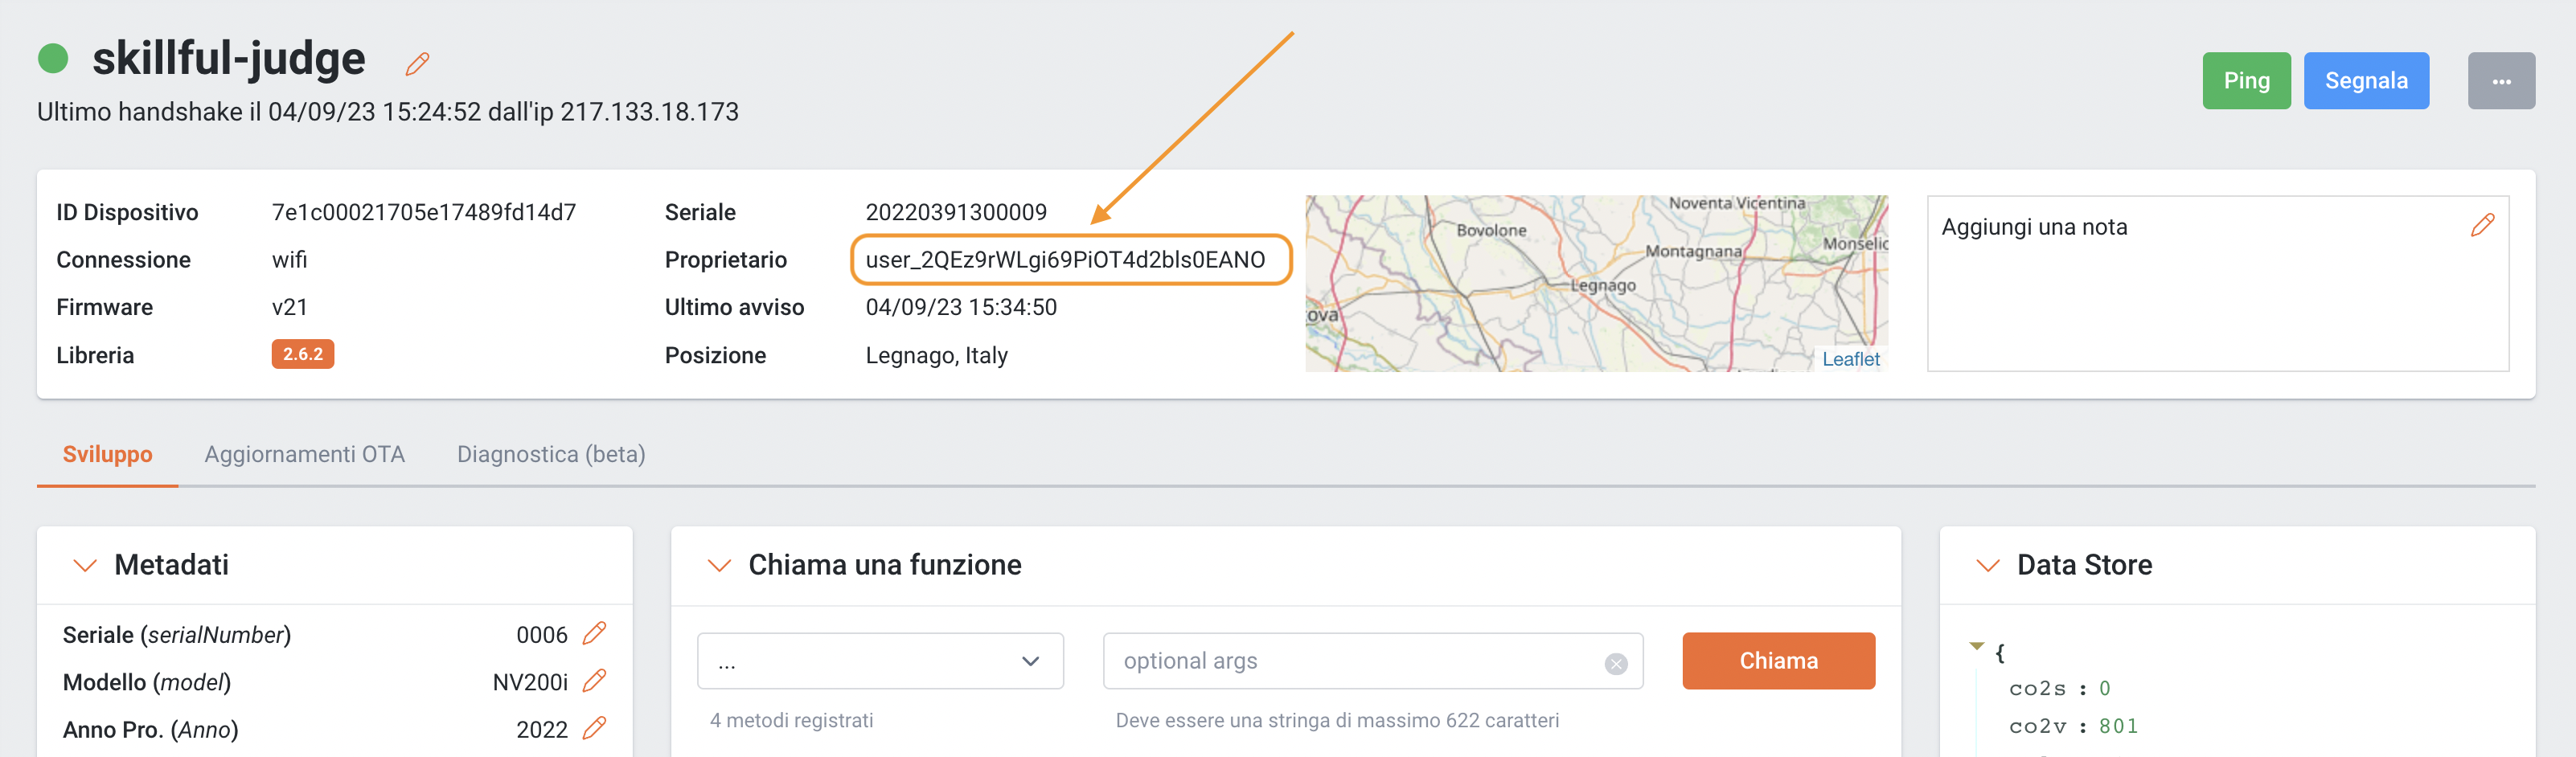 skillful-judge
Ultimo handshake il 04/09/23 15:24:52 dall'ip 217.133.18.173
Ping
Segnala
...
ID Dispositivo 7e1c00021705e17489fd14d7
Connessione wifi
Firmware v21
Libreria 2.6.2
Seriale 20220391300009
Proprietario user_2QEz9rWLgi69PiOT4d2bls0EANO
Ultimo avviso 04/09/23 15:34:50
Posizione Legnago, Italy
Noventa Vicentina
Bovolone
Montagnana
Monselic
Legnago
ova
Leaflet
Aggiungi una nota
Sviluppo Aggiornamenti OTA Diagnostica (beta)
Metadati
Seriale (serialNumber) 0006
Modello (model) NV200i
Anno Pro. (Anno) 2022
Chiama una funzione
...
optional args
Chiama
4 metodi registrati
Deve essere una stringa di massimo 622 caratteri
Data Store
{
co2s : 0
co2v : 801